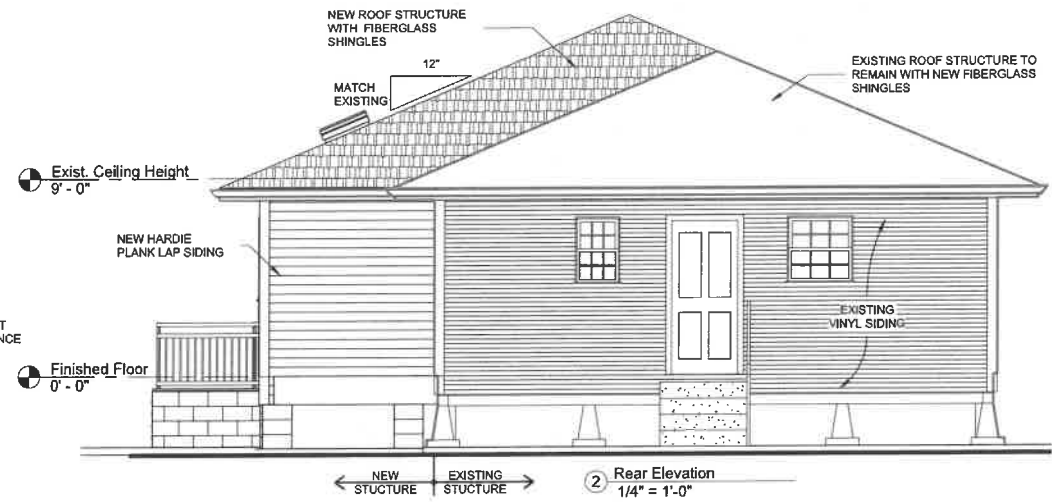 NEW ROOF STRUCTURE
WITH FIBERGLASS
SHINGLES
12"
MATCH
EXISTING
EXISTING ROOF STRUCTURE TO
REMAIN WITH NEW FIBERGLASS
SHINGLES
Exist. Ceiling Height
9' - 0"
NEW HARDIE
PLANK LAP SIDING
EXISTING
VINYL SIDING
Finished Floor
0' - 0"
NEW
STUCTURE
EXISTING
STUCTURE
2
Rear Elevation
1/4" = 1'-0"